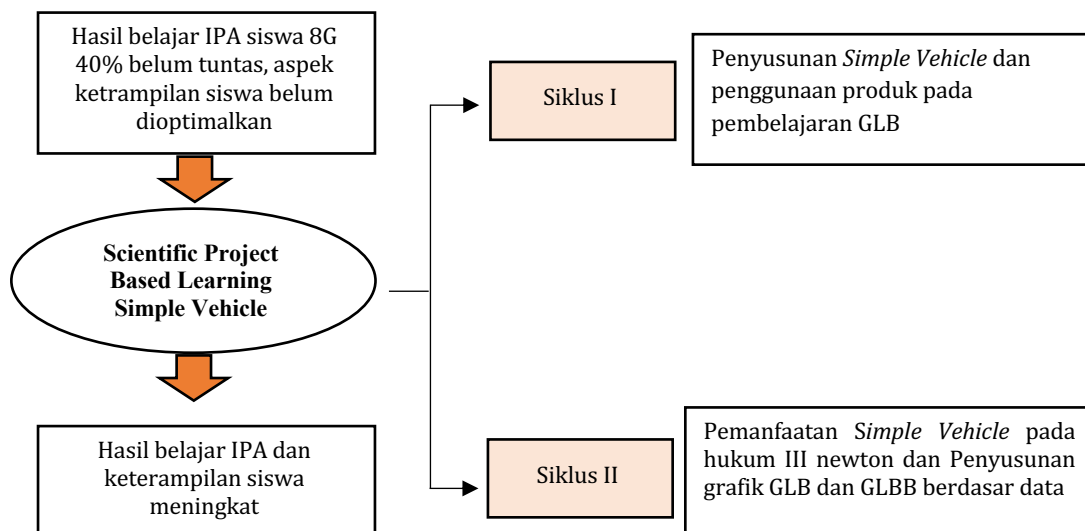 Hasil belajar IPA siswa 8G
40% belum tuntas, aspek
ketrampilan siswa belum
dioptimalkan
Scientific Project
Based Learning
Simple Vehicle
Hasil belajar IPA dan
keterampilan siswa
meningkat
Siklus I
Penyusunan Simple Vehicle dan
penggunaan produk pada
pembelajaran GLB
Siklus II
Pemanfaatan Simple Vehicle pada
hukum III newton dan Penyusunan
grafik GLB dan GLBB berdasar data